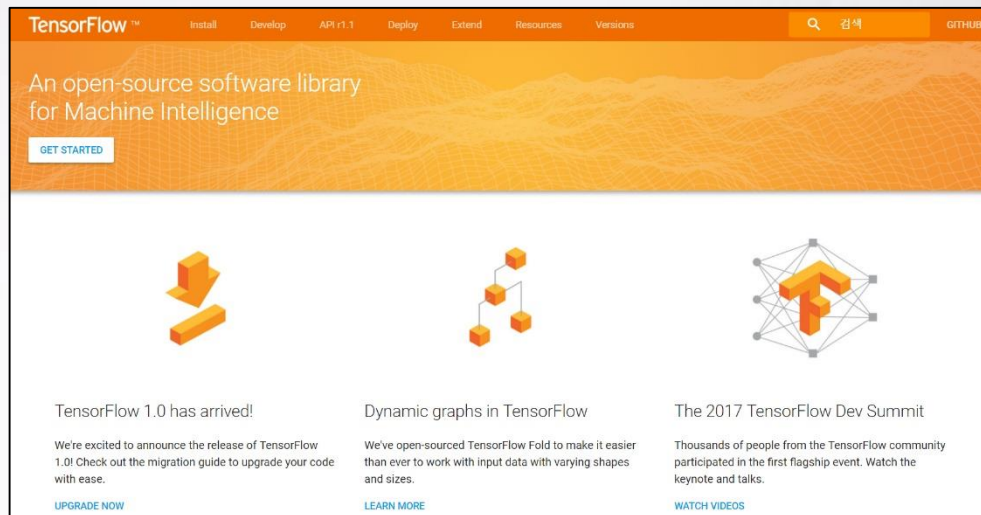 TensorFlow ™ Install Develop API r1.1 Deploy Extend Resources Versions 검색 GITHUB
An open-source software library
for Machine Intelligence
GET STARTED
TensorFlow 1.0 has arrived!
We're excited to announce the release of TensorFlow
1.0! Check out the migration guide to upgrade your code
with ease.
UPGRADE NOW
Dynamic graphs in TensorFlow
We've open-sourced TensorFlow Fold to make it easier
than ever to work with input data with varying shapes
and sizes.
LEARN MORE
The 2017 TensorFlow Dev Summit
Thousands of people from the TensorFlow community
participated in the first flagship event. Watch the
keynote and talks.
WATCH VIDEOS